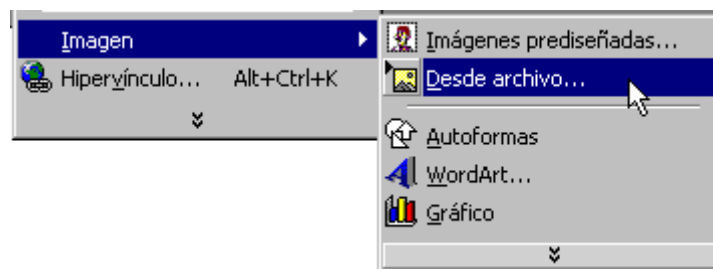 Imagen
Hipervínculo... Alt+Ctrl+K
Imágenes prediseñadas...
Desde archivo...
Autoformas
WordArt...
Gráfico